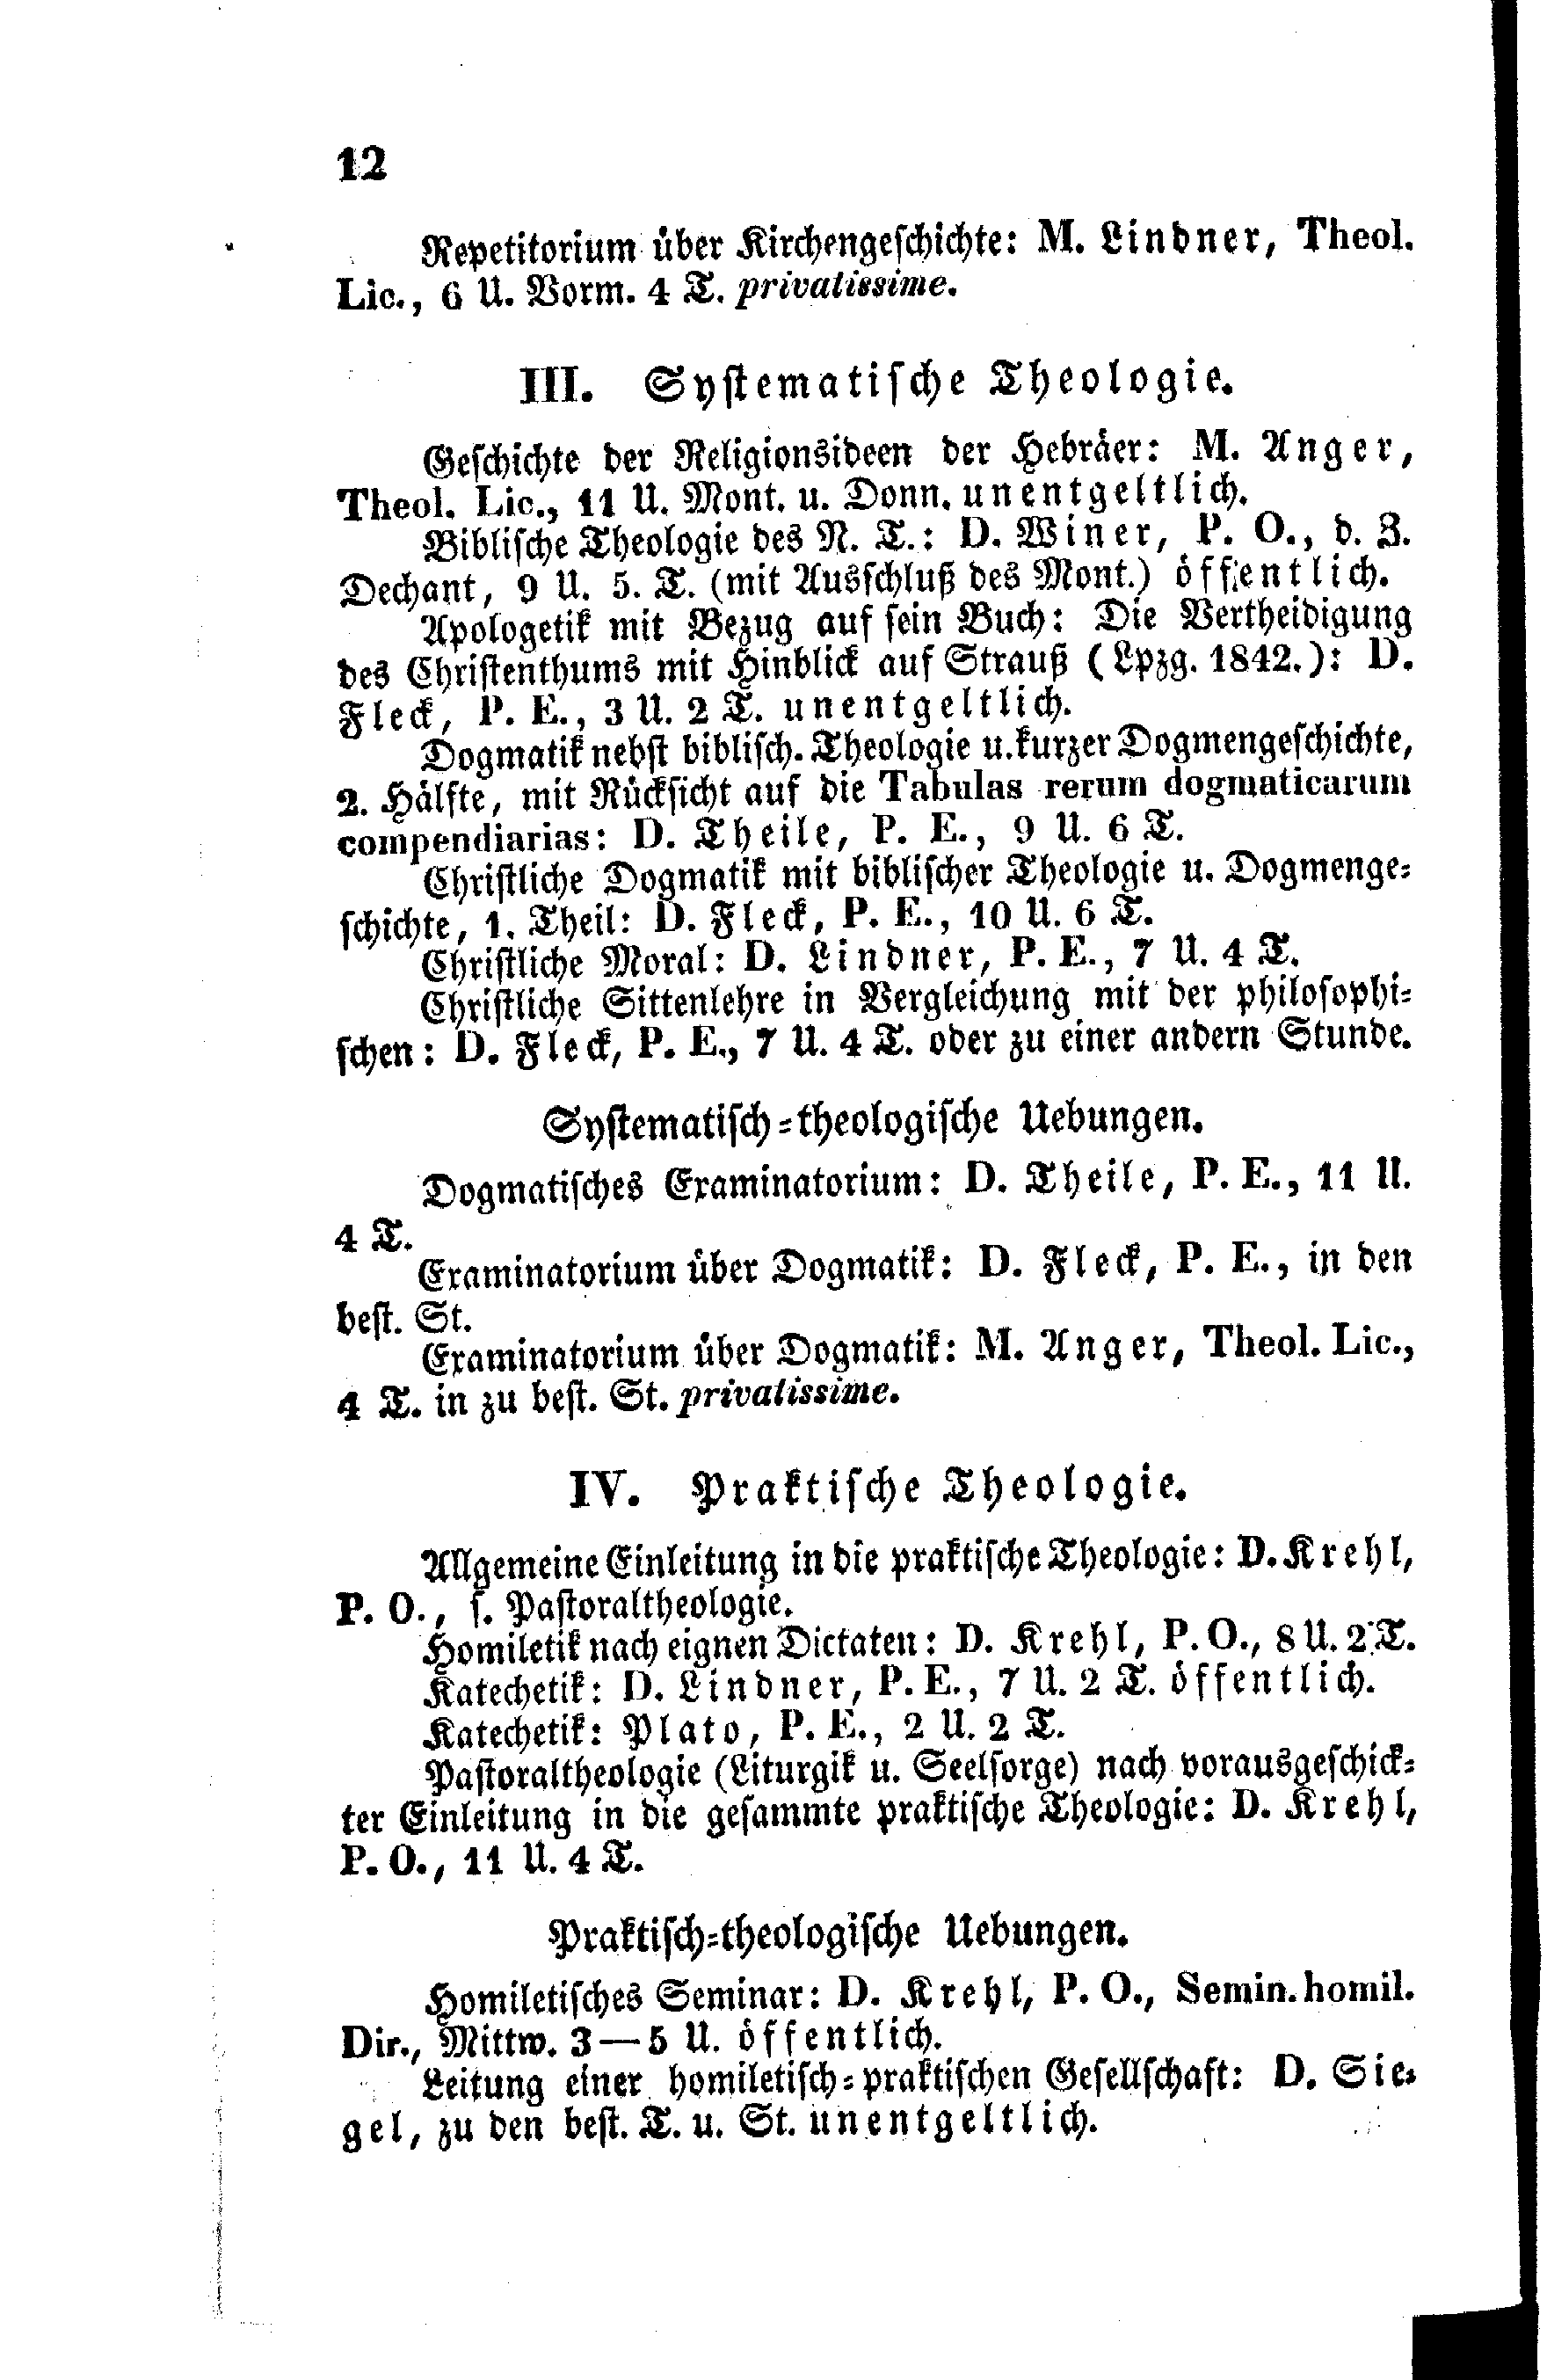 12
Repetitorium über Kirchengeschichte: M. Lindner, Theol.
Lic., 6 U. Vorm. 4 T. privatissime.
III. Systematische Theologie.
Geschichte der Religionsideen der Hebräer: M. Anger,
Theol. Lic., 11 U. Mont. u. Donn. unentgeltlich.
Biblische Theologie des N. T.: D. Winer, P. O., d. Z.
Dechant, 9 U. 5. T. (mit Ausschluß des Mont.) öffentlich.
Apologetik mit Bezug auf sein Buch: Die Vertheidigung
des Christenthums mit Hinblick auf Strauß (Lpzg. 1842.): D.
Fleck, P. E., 3 U. 2 T. unentgeltlich.
Dogmatik nebst biblisch. Theologie u. kurzer Dogmengeschichte,
2. Hälfte, mit Rücksicht auf die Tabulas rerum dogmaticarum
compendiarias: D. Theile, P. E., 9 U. 6 T.
Christliche Dogmatik mit biblischer Theologie u. Dogmenge-
schichte, 1. Theil: D. Fleck, P. E., 10 U. 6 T.
Christliche Moral: D. Lindner, P. E., 7 U. 4 T.
Christliche Sittenlehre in Vergleichung mit der philosophi-
schen: D. Fleck, P. E., 7 U. 4 T. oder zu einer andern Stunde.
Systematisch-theologische Uebungen.
Dogmatisches Examinatorium: D. Theile, P. E., 11 U.
4 T.
Examinatorium über Dogmatik: D. Fleck, P. E., in den
best. St.
Examinatorium über Dogmatik: M. Anger, Theol. Lic.,
4 T. in zu best. St. privatissime.
IV. Praktische Theologie.
Allgemeine Einleitung in die praktische Theologie: D. Krehl,
P. O., s. Pastoraltheologie.
Homiletik nach eignen Dictaten: D. Krehl, P. O., 8 U. 2 T.
Katechetik: D. Lindner, P. E., 7 U. 2 T. öffentlich.
Katechetik: Plato, P. E., 2 U. 2 T.
Pastoraltheologie (Liturgik u. Seelsorge) nach vorausgeschick-
ter Einleitung in die gesammte praktische Theologie: D. Krehl,
P. O., 11 U. 4 T.
Praktisch-theologische Uebungen.
Homiletisches Seminar: D. Krehl, P. O., Semin. homil.
Dir., Mittw. 3—5 U. öffentlich.
Leitung einer homiletisch-praktischen Gesellschaft: D. Sie-
gel, zu den best. T. u. St. unentgeltlich.